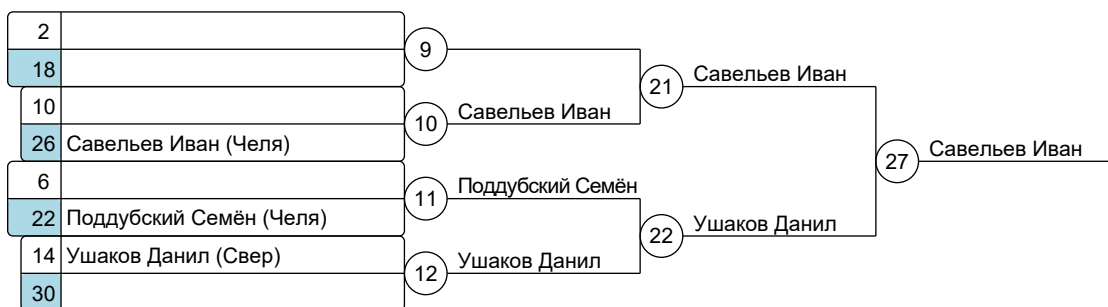 2
18
9
10
26 Савельев Иван (Челя)
10 Савельев Иван
21 Савельев Иван
6
22 Поддубский Семён (Челя)
11 Поддубский Семён
14 Ушаков Данил (Свер)
30
12 Ушаков Данил
22 Ушаков Данил
27 Савельев Иван